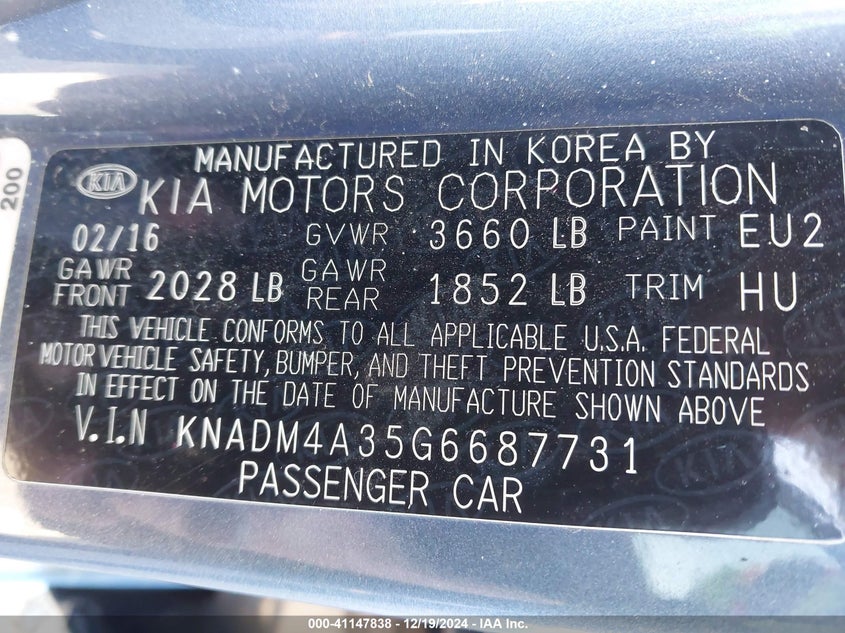 200
MANUFACTURED IN KOREA BY
KIA KIA MOTORS CORPORATION
02/16 GVWR 3660 LB PAINT EU2
GAWR FRONT 2028 LB GAWR REAR 1852 LB TRIM HU
THIS VEHICLE CONFORMS TO ALL APPLICABLE U.S.A. FEDERAL
MOTOR VEHICLE SAFETY, BUMPER, AND THEFT PREVENTION STANDARDS
IN EFFECT ON THE DATE OF MANUFACTURE SHOWN ABOVE
V.I.N KNADM4A35G6687731
PASSENGER CAR
000-41147838 - 12/19/2024 - IAA Inc.